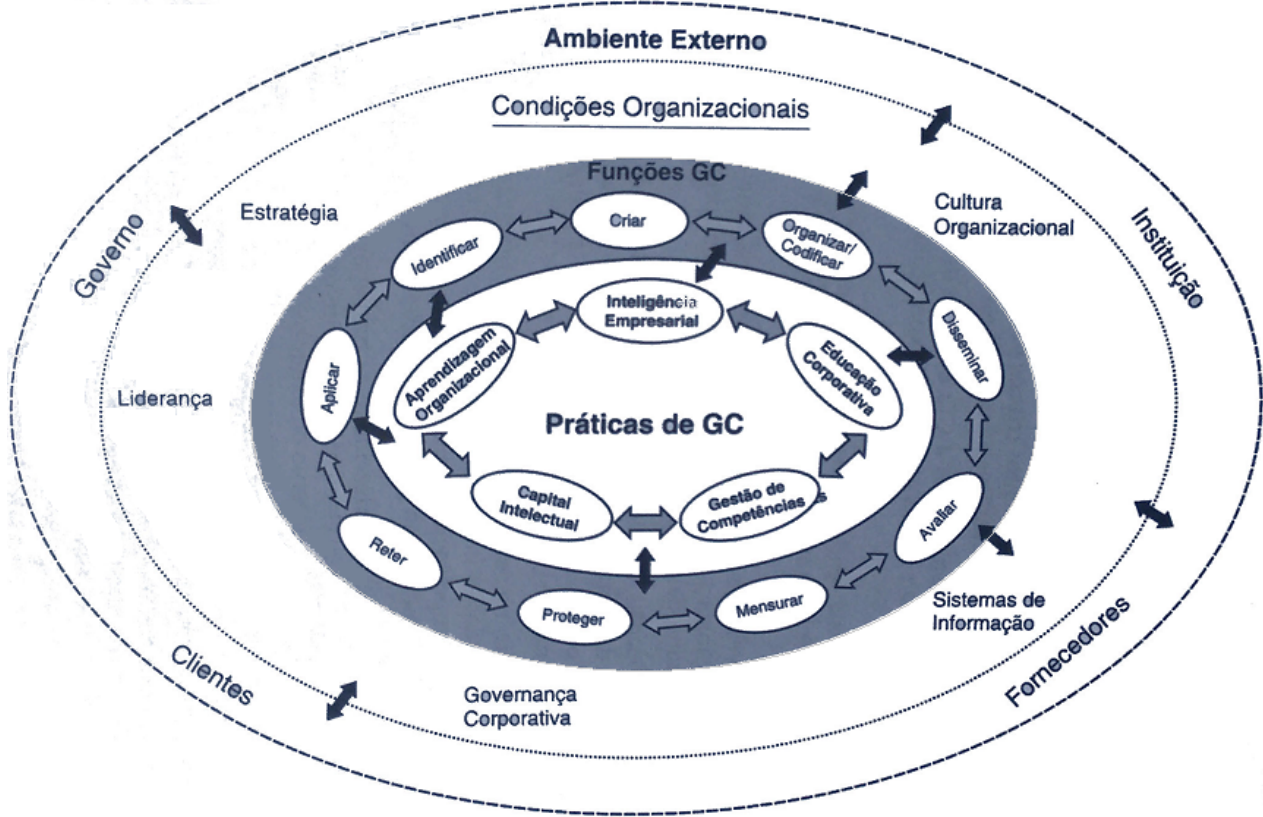 Ambiente Externo
Condições Organizacionais
Funções GC
Governo
Estratégia
Cultura
Organizacional
Instituição
Identificar
Criar
Organizar/
Codificar
Disseminar
Inteligência
Empresarial
Aprendizagem
Organizacional
Educação
Corporativa
Aplicar
Liderança
Práticas de GC
Capital
Intelectual
Gestão de
Competências
s
Avaliar
Reter
Proteger
Mensurar
Sistemas de
Informação
Fornecedores
Clientes
Governança
Corporativa